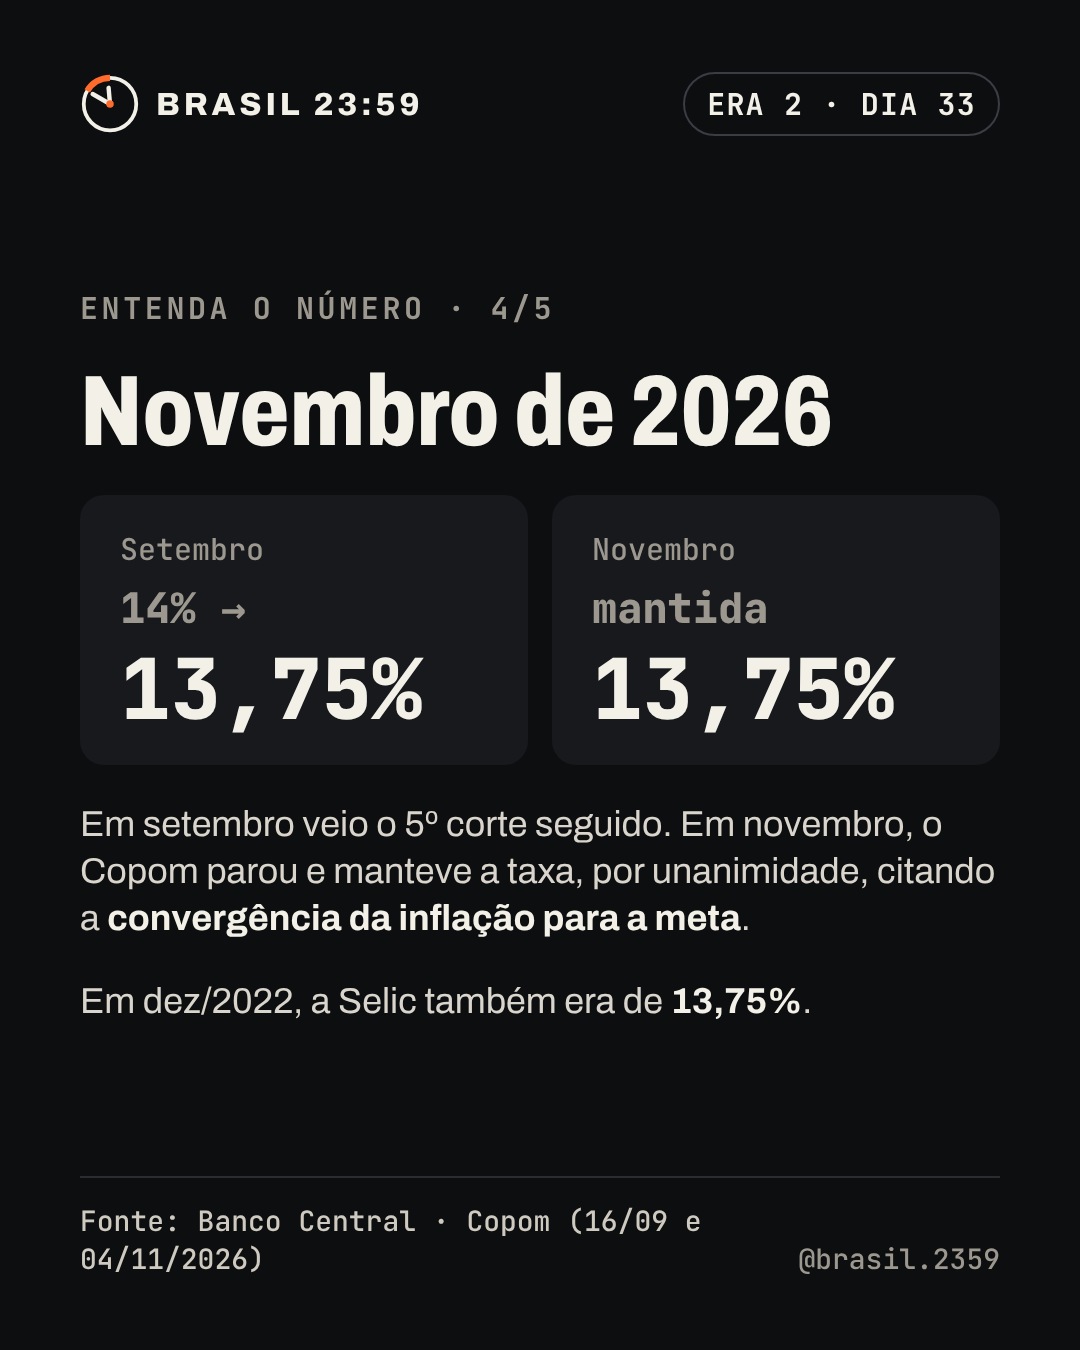 BRASIL 23:59
ERA 2 · DIA 33
ENTENDA O NÚMERO · 4/5
Novembro de 2026
Setembro
14% →
13,75%
Novembro
mantida
13,75%
Em setembro veio o 5º corte seguido. Em novembro, o
Copom parou e manteve a taxa, por unanimidade, citando
a convergência da inflação para a meta.
Em dez/2022, a Selic também era de 13,75%.
Fonte: Banco Central · Copom (16/09 e
04/11/2026)
@brasil.2359